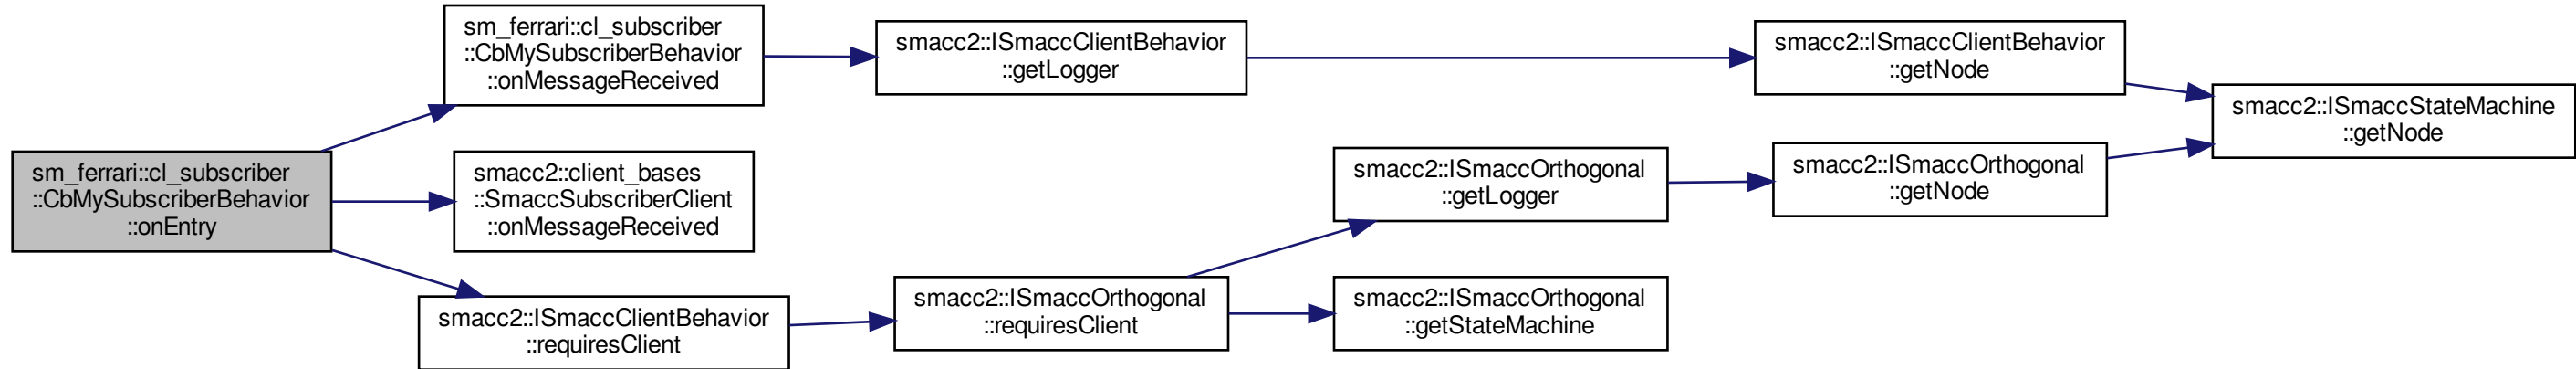 sm_ferrari::cl_subscriber
::CbMySubscriberBehavior
::onEntry
sm_ferrari::cl_subscriber
::CbMySubscriberBehavior
::onMessageReceived
smacc2::client_bases
::SmaccSubscriberClient
::onMessageReceived
smacc2::ISmaccClientBehavior
::requiresClient
smacc2::ISmaccClientBehavior
::getLogger
smacc2::ISmaccOrthogonal
::requiresClient
smacc2::ISmaccOrthogonal
::getLogger
smacc2::ISmaccOrthogonal
::getStateMachine
smacc2::ISmaccClientBehavior
::getNode
smacc2::ISmaccOrthogonal
::getNode
smacc2::ISmaccStateMachine
::getNode